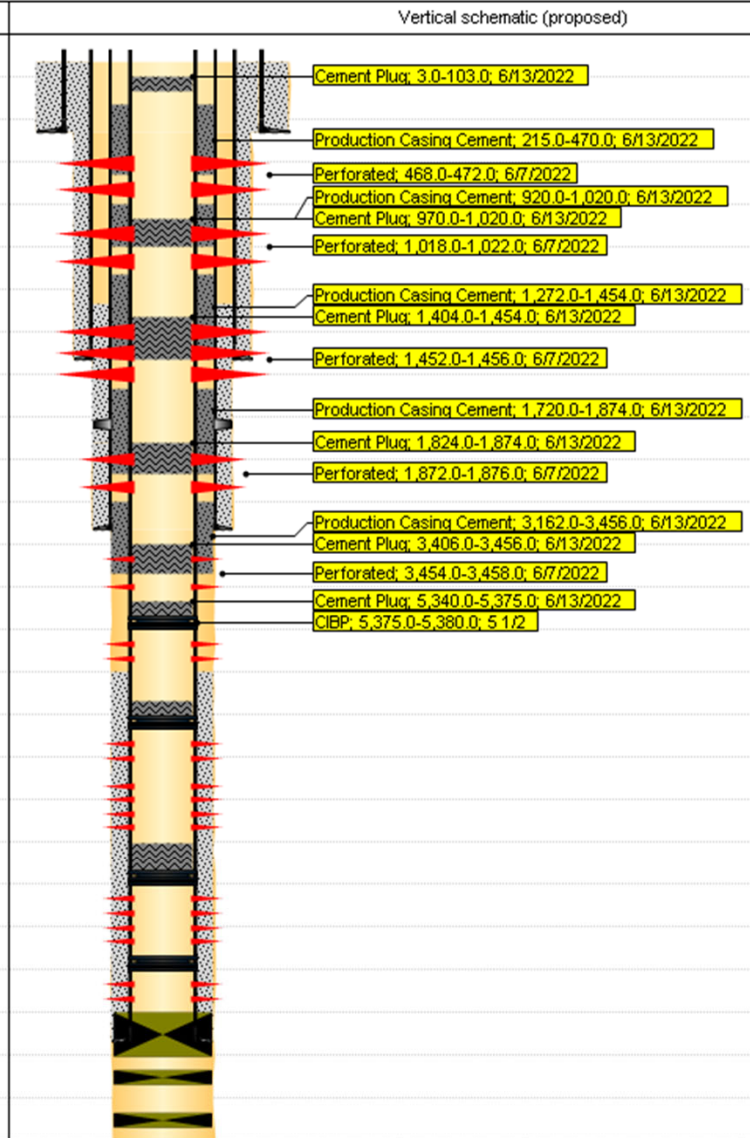 Vertical schematic (proposed)
Cement Plug; 3.0-103.0; 6/13/2022
Production Casing Cement; 215.0-470.0; 6/13/2022
Perforated; 468.0-472.0; 6/7/2022
Production Casing Cement; 920.0-1,020.0; 6/13/2022
Cement Plug; 970.0-1,020.0; 6/13/2022
Perforated; 1,018.0-1,022.0; 6/7/2022
Production Casing Cement; 1,272.0-1,454.0; 6/13/2022
Cement Plug; 1,404.0-1,454.0; 6/13/2022
Perforated; 1,452.0-1,456.0; 6/7/2022
Production Casing Cement; 1,720.0-1,874.0; 6/13/2022
Cement Plug; 1,824.0-1,874.0; 6/13/2022
Perforated; 1,872.0-1,876.0; 6/7/2022
Production Casing Cement; 3,162.0-3,456.0; 6/13/2022
Cement Plug; 3,406.0-3,456.0; 6/13/2022
Perforated; 3,454.0-3,458.0; 6/7/2022
Cement Plug; 5,340.0-5,375.0; 6/13/2022
CIBP; 5,375.0-5,380.0; 5 1/2